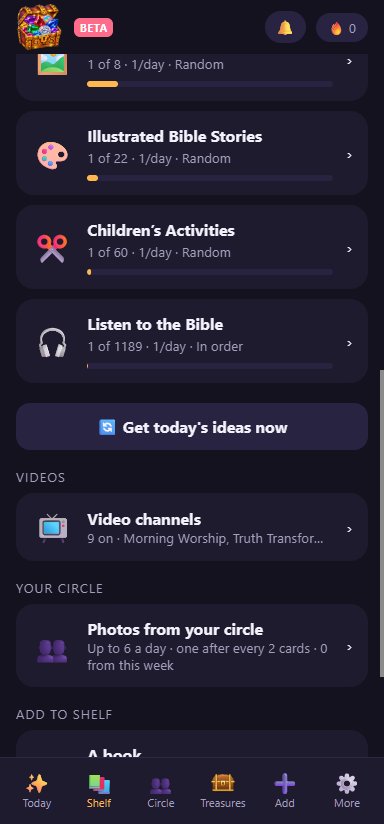 BETA
0
1 of 8 · 1/day · Random
Illustrated Bible Stories
1 of 22 · 1/day · Random
Children's Activities
1 of 60 · 1/day · Random
Listen to the Bible
1 of 1189 · 1/day · In order
Get today's ideas now
VIDEOS
Video channels
9 on · Morning Worship, Truth Transfor...
YOUR CIRCLE
Photos from your circle
Up to 6 a day · one after every 2 cards · 0
from this week
ADD TO SHELF
A book
Today
Shelf
Circle
Treasures
Add
More